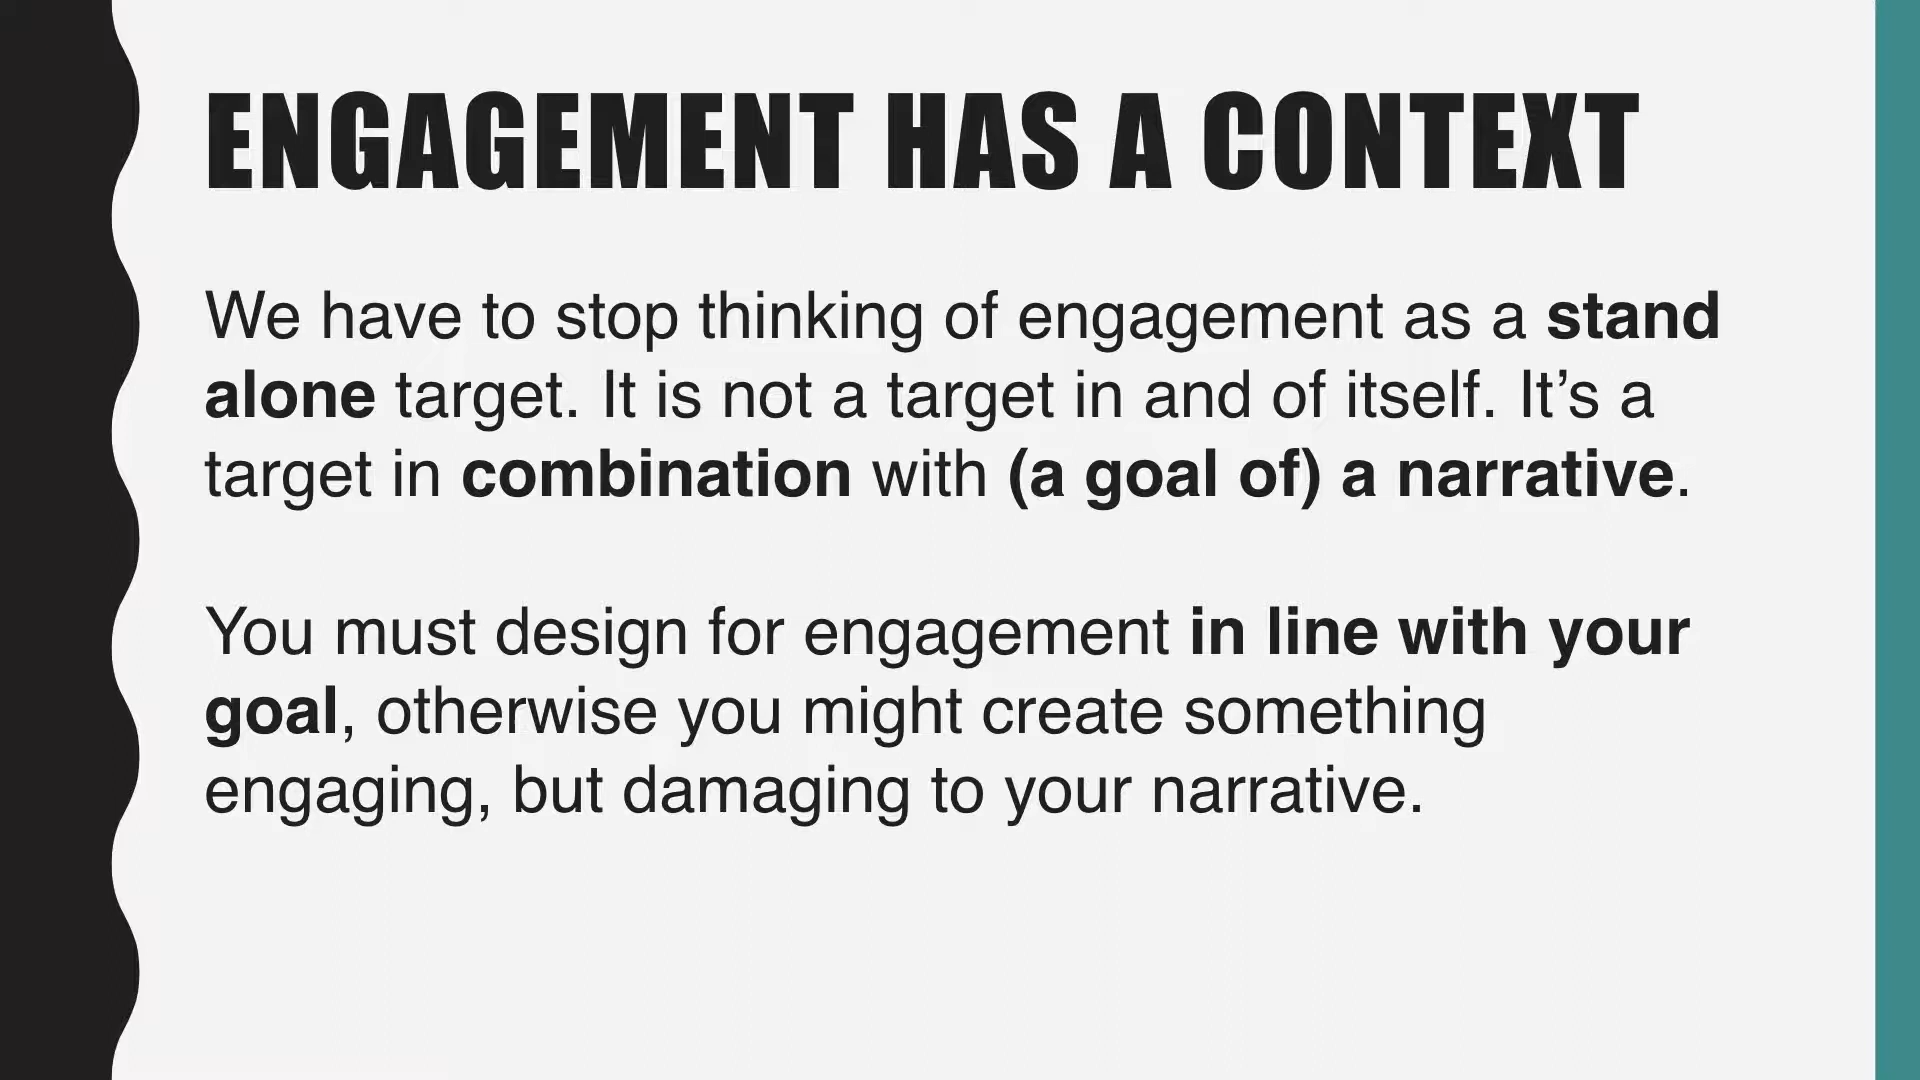 ENGAGEMENT HAS A CONTEXT
We have to stop thinking of engagement as a stand
alone target. It is not a target in and of itself. It’s a
target in combination with (a goal of) a narrative.
You must design for engagement in line with your
goal, otherwise you might create something
engaging, but damaging to your narrative.